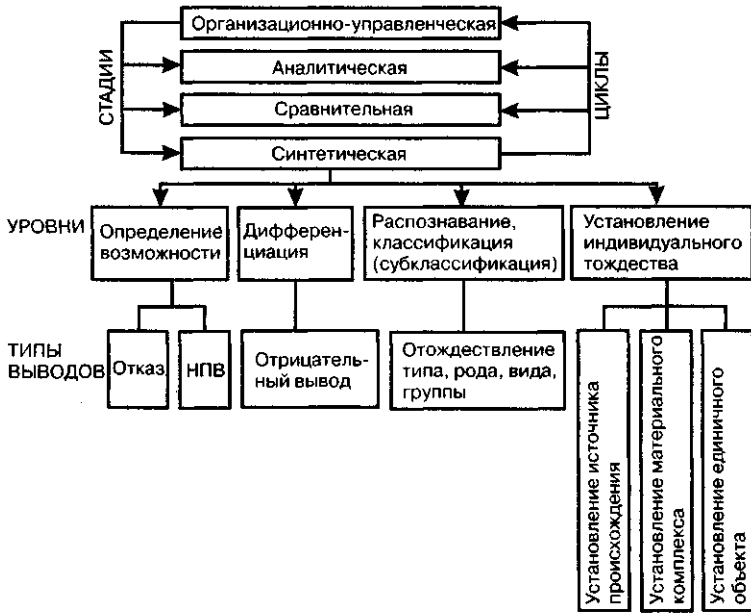 Организационно-управленческая
Аналитическая
Сравнительная
Синтетическая
СТАДИИ
ЦИКЛЫ
УРОВНИ
Определение
возможности
Дифферен-
циация
Распознавание,
классификация
(субклассификация)
Установление
индивидуального
тождества
ТИПЫ
ВЫВОДОВ
Отказ
НПВ
Отрицатель-
ный вывод
Отождествление
типа, рода, вида,
группы
Установление источника
происхождения
Установление материального
комплекса
Установление единичного
объекта